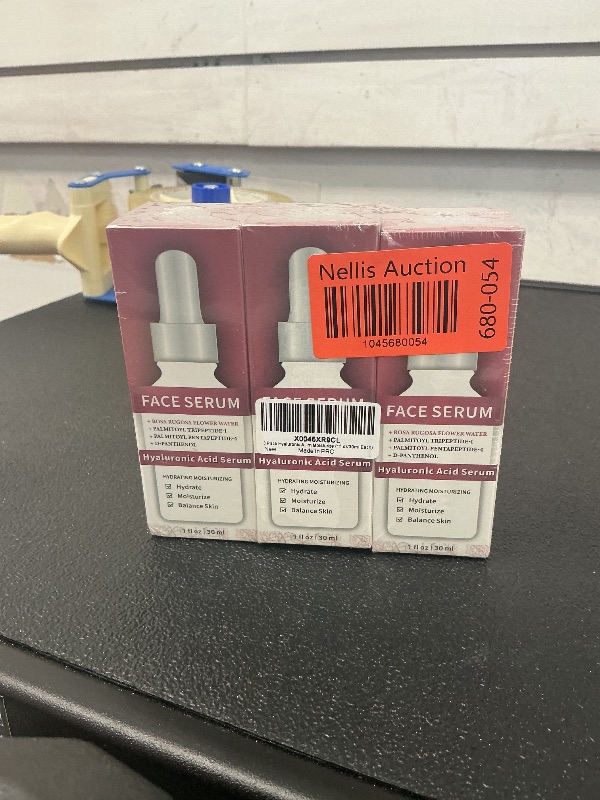 Nellis Auction
680-054
1045680054
FACE SERUM
+ ROSA RUGOSA FLOWER WATER
+ PALMITOYL TRIPEPTIDE-1
+ PALMITOYL PENTAPEPTIDE-4
+ D-PANTHENOL
Hyaluronic Acid Serum
HYDRATING MOISTURIZING
Hydrate
Moisturize
Balance Skin
1 fl oz | 30 ml
FACE SERUM
X0046XR9CL
New
Made in PRC
Hyaluronic Acid Serum
HYDRATING MOISTURIZING
Hydrate
Moisturize
Balance Skin
1 fl oz | 30 ml
FACE SERUM
+ ROSA RUGOSA FLOWER WATER
+ PALMITOYL TRIPEPTIDE-1
+ PALMITOYL PENTAPEPTIDE-4
+ D-PANTHENOL
Hyaluronic Acid Serum
HYDRATING MOISTURIZING
Hydrate
Moisturize
Balance Skin
1 fl oz | 30 ml